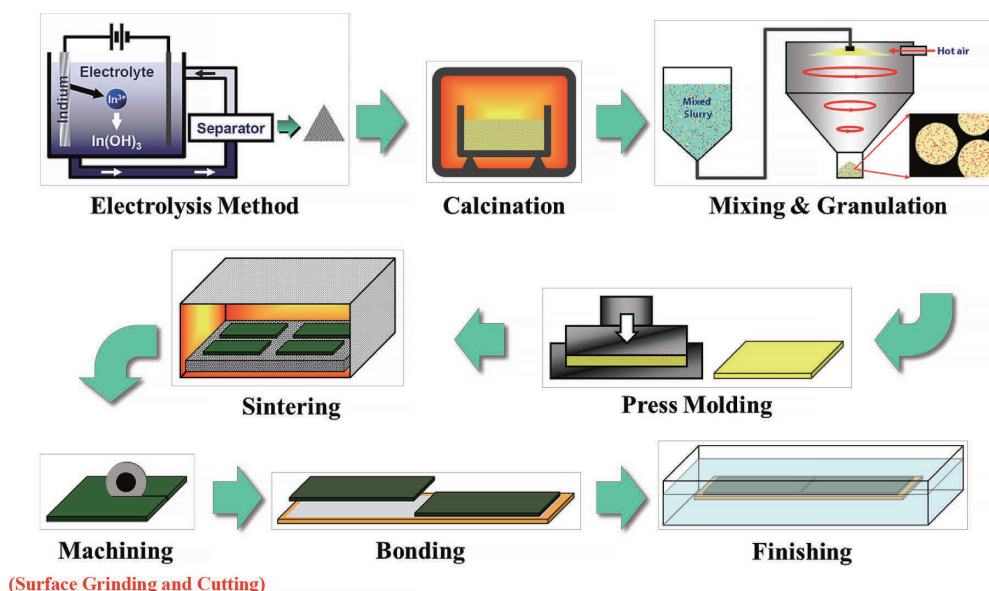 Indium
Electrolyte
In³⁺
In(OH)₃
Separator
Electrolysis Method
Calcination
Mixed
Slurry
Hot air
Mixing & Granulation
Sintering
Press Molding
Machining
(Surface Grinding and Cutting)
Bonding
Finishing